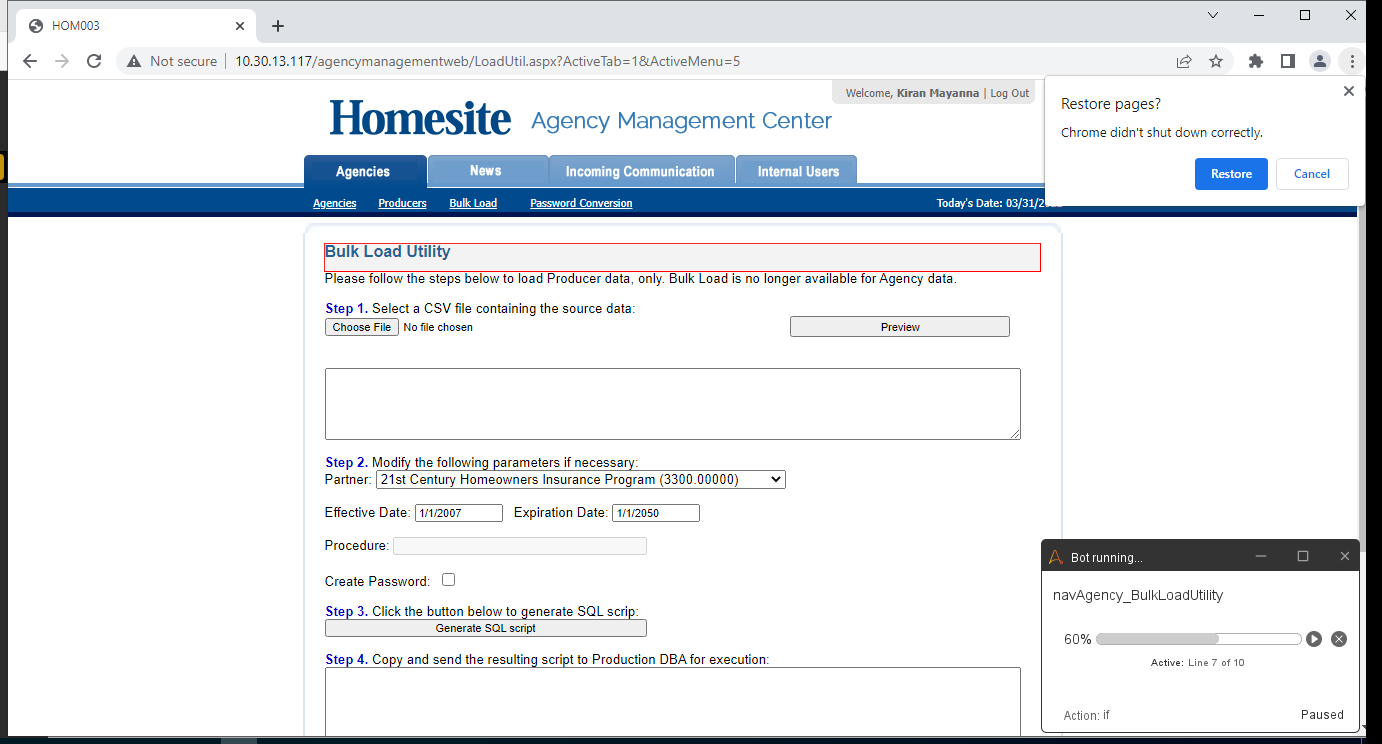 HOM003
Not secure 10.30.13.117/agencymanagementweb/LoadUtil.aspx?ActiveTab=1&ActiveMenu=5
Welcome, Kiran Mayanna | Log Out
Homesite Agency Management Center
Restore pages?
Chrome didn't shut down correctly.
Restore Cancel
Agencies News Incoming Communication Internal Users
Agencies Producers Bulk Load Password Conversion Today's Date: 03/31/
Bulk Load Utility
Please follow the steps below to load Producer data, only. Bulk Load is no longer available for Agency data.
Step 1. Select a CSV file containing the source data:
Choose File No file chosen Preview
Step 2. Modify the following parameters if necessary:
Partner: 21st Century Homeowners Insurance Program (3300.00000)
Effective Date: 1/1/2007 Expiration Date: 1/1/2050
Procedure:
Create Password:
Step 3. Click the button below to generate SQL scrip:
Generate SQL script
Step 4. Copy and send the resulting script to Production DBA for execution:
Bot running...
navAgency_BulkLoadUtility
60%
Active: Line 7 of 10
Action: if Paused